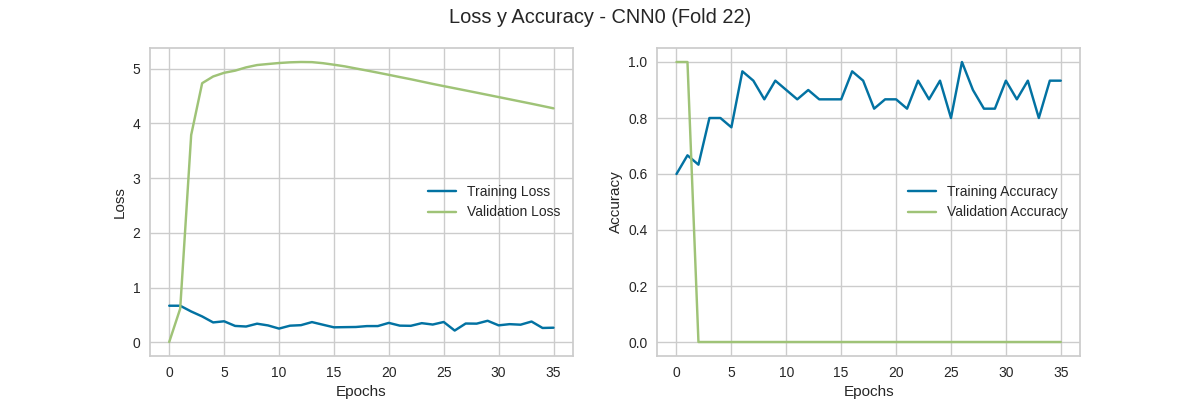 Loss y Accuracy - CNN0 (Fold 22)
Loss
5
4
3
2
1
0
Training Loss
Validation Loss
0 5 10 15 20 25 30 35
Epochs
Accuracy
1.0
0.8
0.6
0.4
0.2
0.0
Training Accuracy
Validation Accuracy
0 5 10 15 20 25 30 35
Epochs